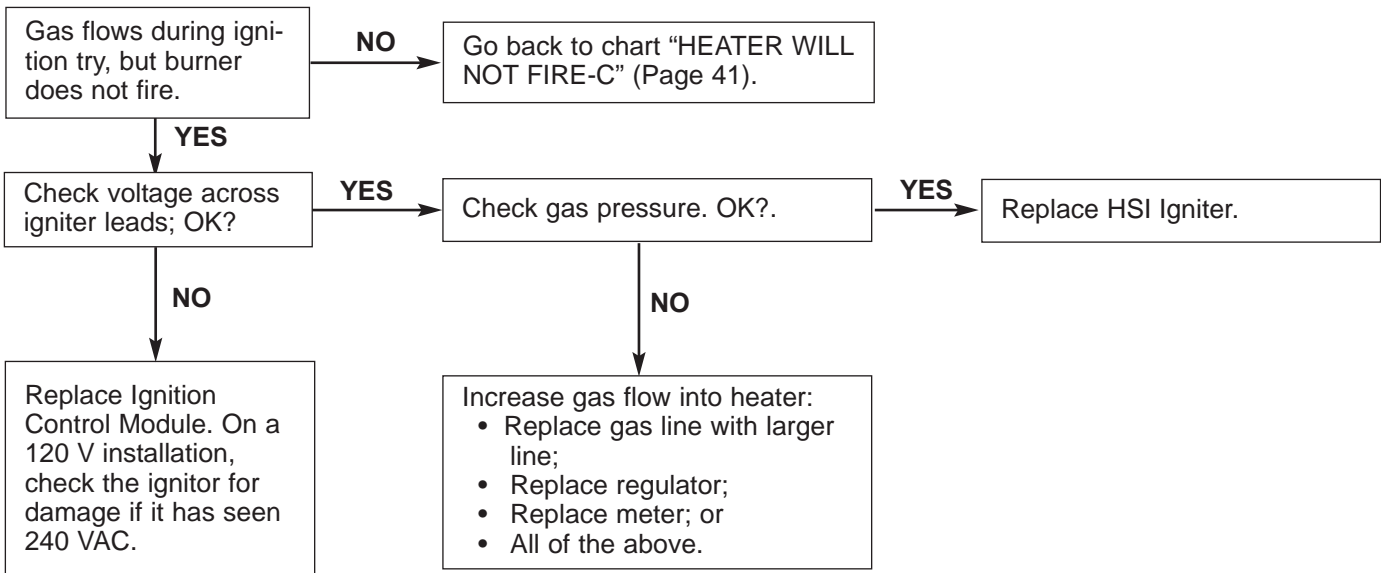 Gas flows during igni-
tion try, but burner
does not fire.
NO
Go back to chart “HEATER WILL
NOT FIRE-C” (Page 41).
YES
Check voltage across
igniter leads; OK?
YES
Check gas pressure. OK?.
YES
Replace HSI Igniter.
NO
NO
Replace Ignition
Control Module. On a
120 V installation,
check the ignitor for
damage if it has seen
240 VAC.
Increase gas flow into heater:
• Replace gas line with larger
line;
• Replace regulator;
• Replace meter; or
• All of the above.